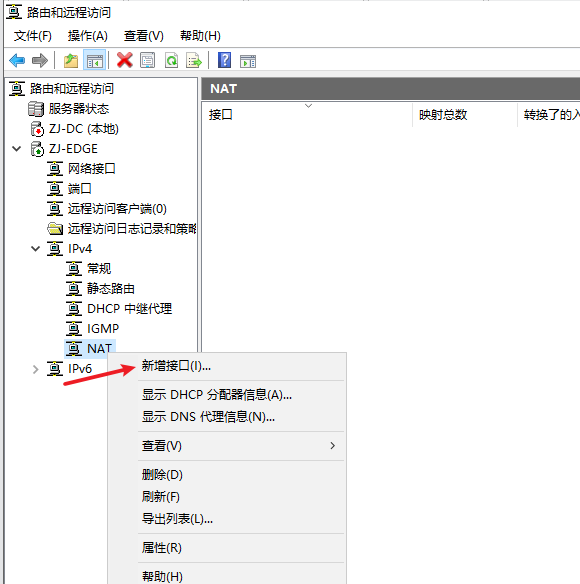 路由和远程访问
文件(F) 操作(A) 查看(V) 帮助(H)
路由和远程访问
服务器状态
ZJ-DC (本地)
ZJ-EDGE
网络接口
端口
远程访问客户端(0)
远程访问日志记录和策略
IPv4
常规
静态路由
DHCP 中继代理
IGMP
NAT
IPv6
NAT
接口 映射总数 转换了的入
新增接口(I)...
显示 DHCP 分配器信息(A)...
显示 DNS 代理信息(N)...
查看(V)
删除(D)
刷新(F)
导出列表(L)...
属性(R)
帮助(H)